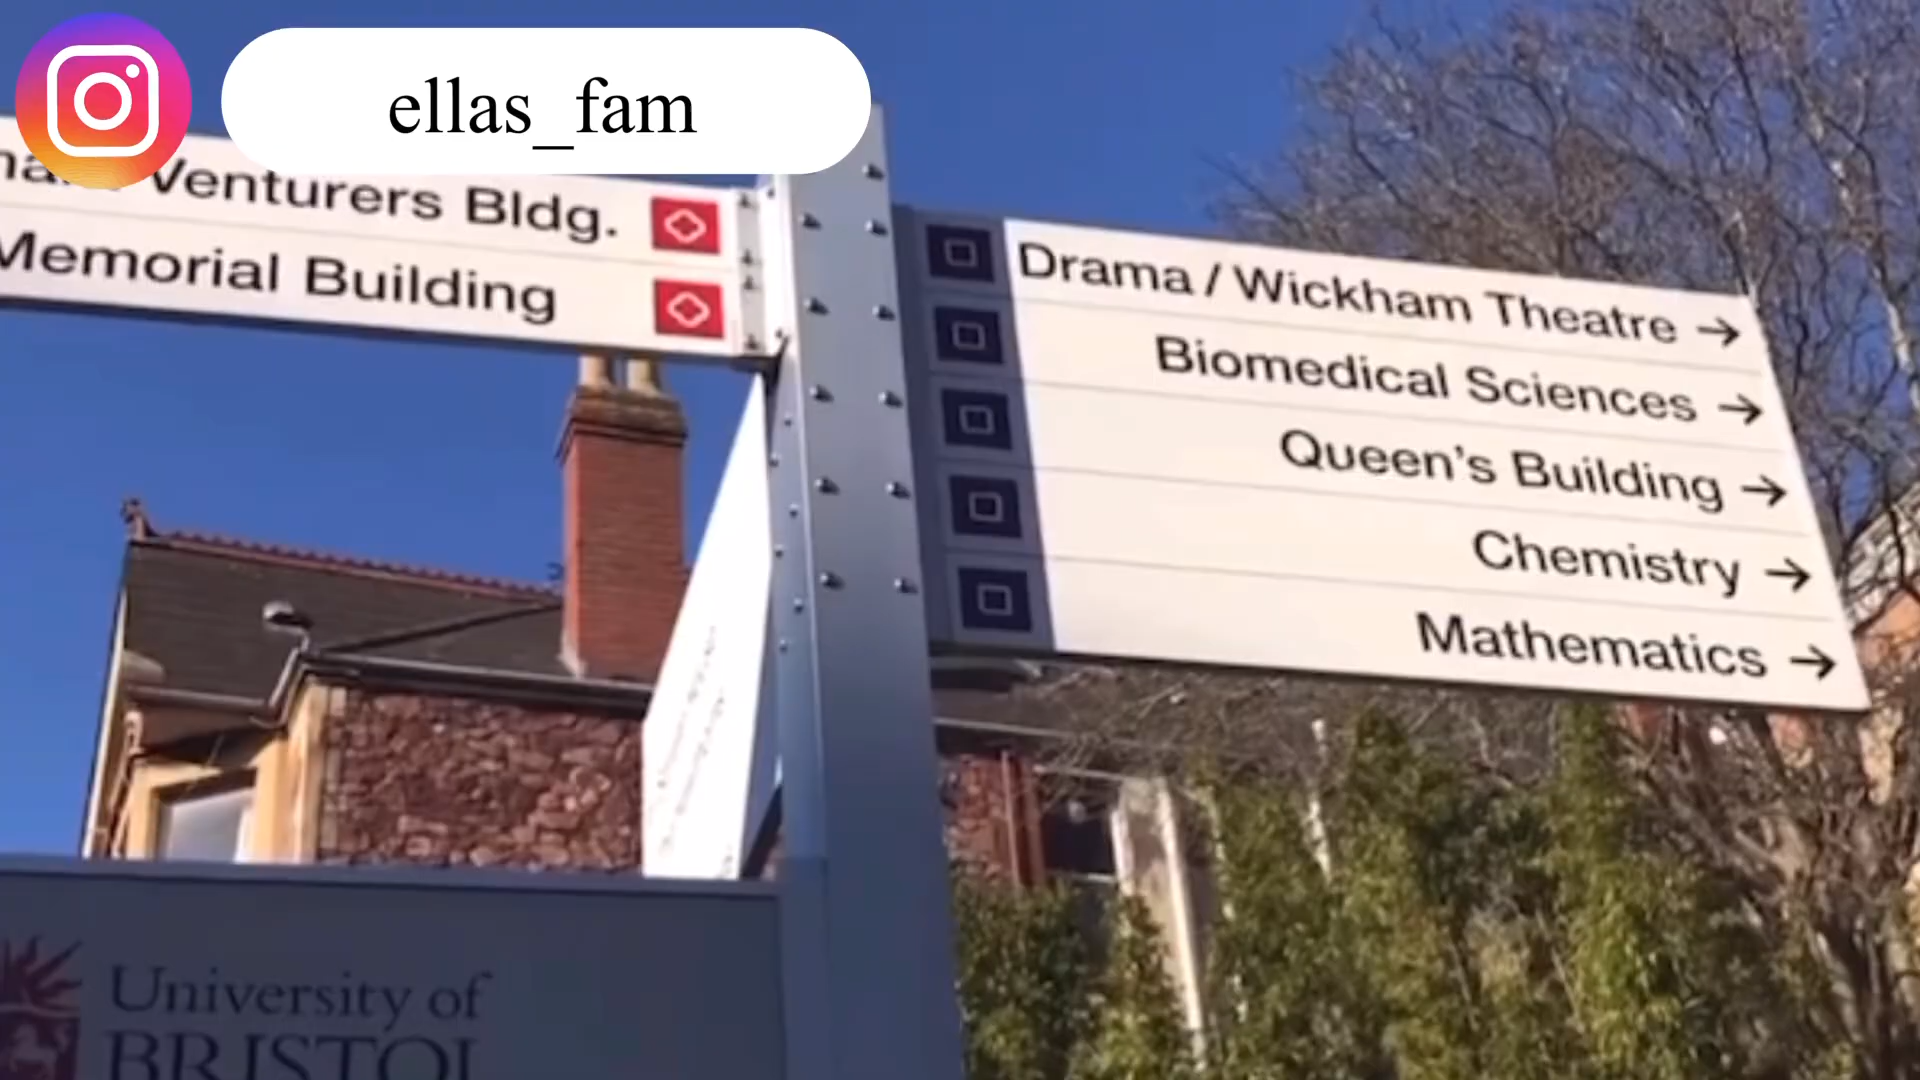 ellas_fam
Venturers Bldg.
Memorial Building
Drama / Wickham Theatre →
Biomedical Sciences →
Queen's Building →
Chemistry →
Mathematics →
University of
BRISTOL